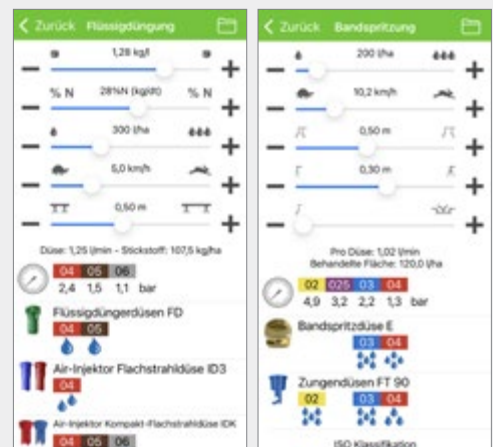 Zurück Flüssigdüngung
1,28 kg/l
% N 28%N (kg/dt) % N
300 l/ha
5,0 km/h
0,50 m
Düse: 1,25 l/min - Stickstoff: 107,5 kg/ha
04 05 06
2,4 1,5 1,1 bar
Flüssigdüngerdüsen FD
04 05
Air-Injektor Flachstrahldüse ID3
04
Air-Injektor Kompakt-Flachstrahldüse IDK
04 05 06
Zurück Bandspritzung
200 l/ha
10,2 km/h
0,50 m
0,30 m
Pro Düse: 1,02 l/min
Behandelte Fläche: 120,0 l/ha
02 025 03 04
4,9 3,2 2,2 1,3 bar
Bandspritzdüse E
03 04
Zungendüsen FT 90
02 03 04
ISO Klassifikation